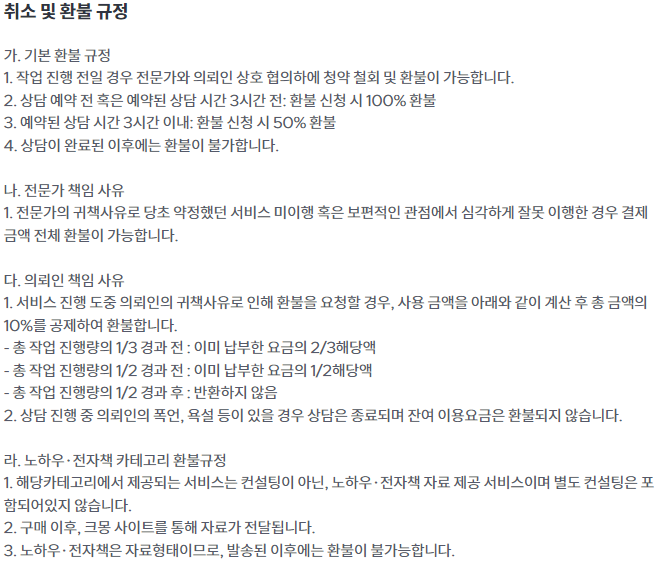 취소 및 환불 규정
가. 기본 환불 규정
1. 작업 진행 전일 경우 전문가와 의뢰인 상호 협의하에 청약 철회 및 환불이 가능합니다.
2. 상담 예약 전 혹은 예약된 상담 시간 3시간 전: 환불 신청 시 100% 환불
3. 예약된 상담 시간 3시간 이내: 환불 신청 시 50% 환불
4. 상담이 완료된 이후에는 환불이 불가합니다.
나. 전문가 책임 사유
1. 전문가의 귀책사유로 당초 약정했던 서비스 미이행 혹은 보편적인 관점에서 심각하게 잘못 이행한 경우 결제
금액 전체 환불이 가능합니다.
다. 의뢰인 책임 사유
1. 서비스 진행 도중 의뢰인의 귀책사유로 인해 환불을 요청할 경우, 사용 금액을 아래와 같이 계산 후 총 금액의
10%를 공제하여 환불합니다.
- 총 작업 진행량의 1/3 경과 전 : 이미 납부한 요금의 2/3해당액
- 총 작업 진행량의 1/2 경과 전 : 이미 납부한 요금의 1/2해당액
- 총 작업 진행량의 1/2 경과 후 : 반환하지 않음
2. 상담 진행 중 의뢰인의 폭언, 욕설 등이 있을 경우 상담은 종료되며 잔여 이용요금은 환불되지 않습니다.
라. 노하우·전자책 카테고리 환불규정
1. 해당카테고리에서 제공되는 서비스는 컨설팅이 아닌, 노하우·전자책 자료 제공 서비스이며 별도 컨설팅은 포
함되어있지 않습니다.
2. 구매 이후, 크몽 사이트를 통해 자료가 전달됩니다.
3. 노하우·전자책은 자료형태이므로, 발송된 이후에는 환불이 불가능합니다.